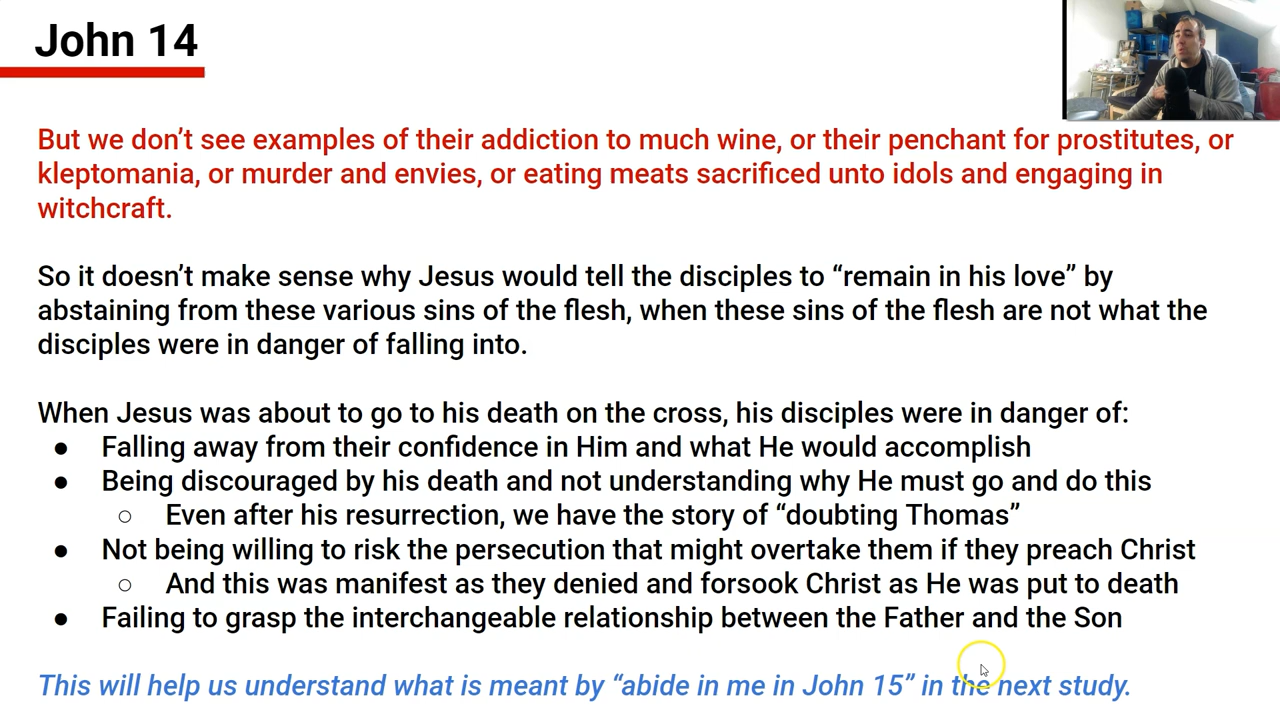 John 14
But we don’t see examples of their addiction to much wine, or their penchant for prostitutes, or
kleptomania, or murder and envies, or eating meats sacrificed unto idols and engaging in
witchcraft.
So it doesn’t make sense why Jesus would tell the disciples to “remain in his love” by
abstaining from these various sins of the flesh, when these sins of the flesh are not what the
disciples were in danger of falling into.
When Jesus was about to go to his death on the cross, his disciples were in danger of:
● Falling away from their confidence in Him and what He would accomplish
● Being discouraged by his death and not understanding why He must go and do this
○ Even after his resurrection, we have the story of “doubting Thomas”
● Not being willing to risk the persecution that might overtake them if they preach Christ
○ And this was manifest as they denied and forsook Christ as He was put to death
● Failing to grasp the interchangeable relationship between the Father and the Son
This will help us understand what is meant by “abide in me in John 15” in the next study.